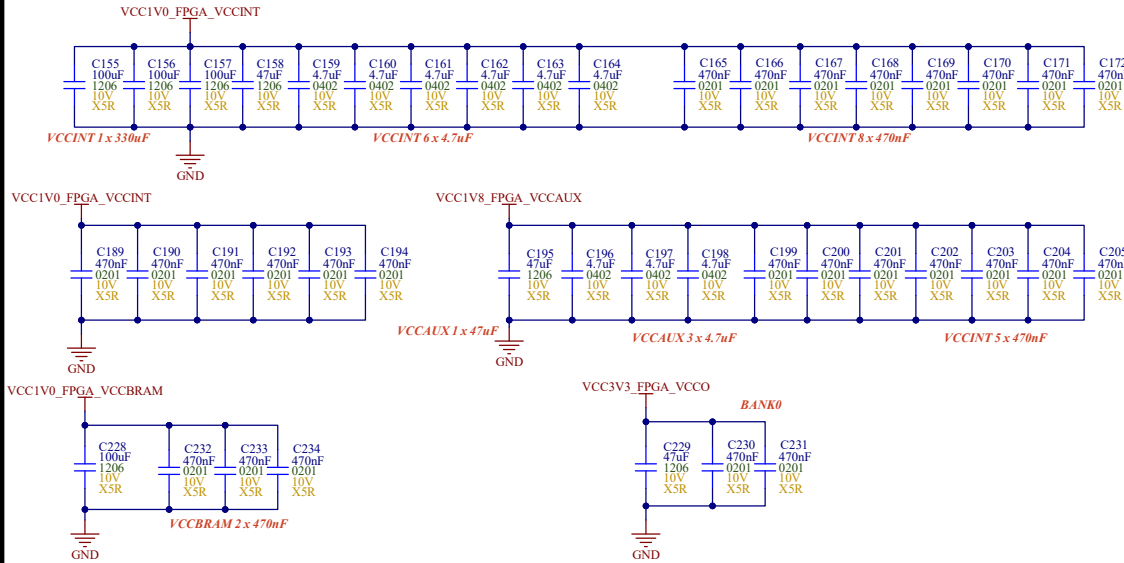 VCC1V0_FPGA_VCCINT
C155
100uF
1206
10V
X5R
C156
100uF
1206
10V
X5R
C157
100uF
1206
10V
X5R
C158
47uF
1206
10V
X5R
C159
4.7uF
0402
10V
X5R
C160
4.7uF
0402
10V
X5R
C161
4.7uF
0402
10V
X5R
C162
4.7uF
0402
10V
X5R
C163
4.7uF
0402
10V
X5R
C164
4.7uF
0402
10V
X5R
C165
470nF
0201
10V
X5R
C166
470nF
0201
10V
X5R
C167
470nF
0201
10V
X5R
C168
470nF
0201
10V
X5R
C169
470nF
0201
10V
X5R
C170
470nF
0201
10V
X5R
C171
470nF
0201
10V
X5R
C172
470n
0201
10V
X5R
VCCINT 1 x 330uF
VCCINT 6 x 4.7uF
VCCINT 8 x 470nF
GND
VCC1V0_FPGA_VCCINT
C189
470nF
0201
10V
X5R
C190
470nF
0201
10V
X5R
C191
470nF
0201
10V
X5R
C192
470nF
0201
10V
X5R
C193
470nF
0201
10V
X5R
C194
470nF
0201
10V
X5R
GND
VCC1V8_FPGA_VCCAUX
C195
47uF
1206
10V
X5R
C196
4.7uF
0402
10V
X5R
C197
4.7uF
0402
10V
X5R
C198
4.7uF
0402
10V
X5R
C199
470nF
0201
10V
X5R
C200
470nF
0201
10V
X5R
C201
470nF
0201
10V
X5R
C202
470nF
0201
10V
X5R
C203
470nF
0201
10V
X5R
C204
470nF
0201
10V
X5R
C205
470n
0201
10V
X5R
VCCAUX 1 x 47uF
VCCAUX 3 x 4.7uF
VCCINT 5 x 470nF
GND
VCC1V0_FPGA_VCCBRAM
C228
100uF
1206
10V
X5R
C232
470nF
0201
10V
X5R
C233
470nF
0201
10V
X5R
C234
470nF
0201
10V
X5R
VCCBRAM 2 x 470nF
GND
VCC3V3_FPGA_VCCO
BANK0
C229
47uF
1206
10V
X5R
C230
470nF
0201
10V
X5R
C231
470nF
0201
10V
X5R
GND